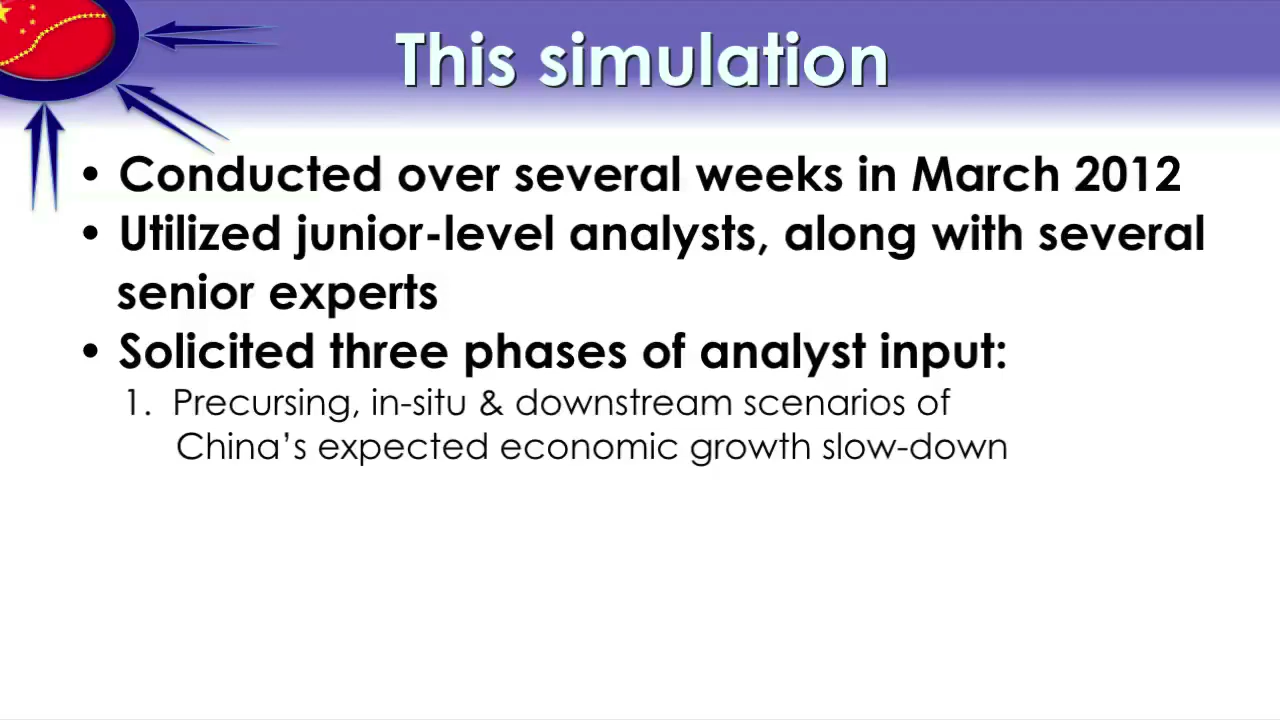 This simulation
• Conducted over several weeks in March 2012
• Utilized junior-level analysts, along with several
senior experts
• Solicited three phases of analyst input:
1. Precursing, in-situ & downstream scenarios of
China’s expected economic growth slow-down